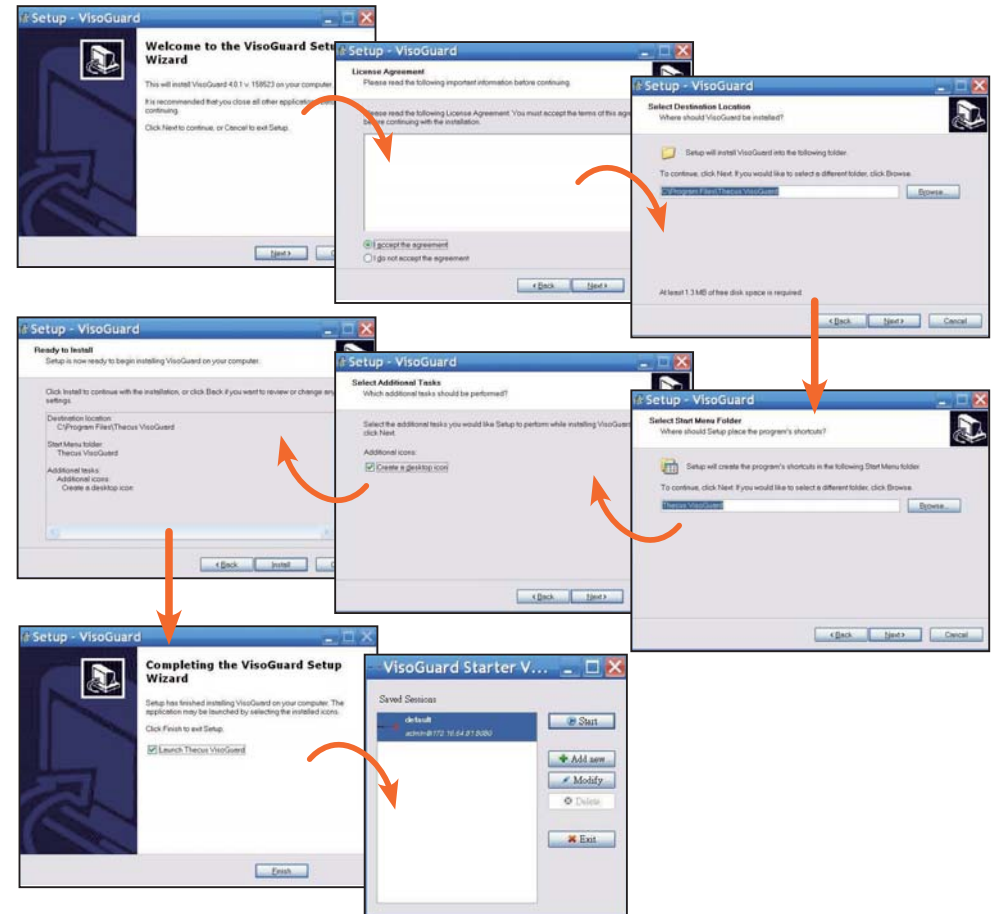 Setup - VisoGuard
Welcome to the VisoGuard Setu
Wizard
This will install VisoGuard 4.0.1 v. 158523 on your computer.
It is recommended that you close all other applications
continuing.
Click Next to continue, or Cancel to exit Setup.
Next >
Setup - VisoGuard
License Agreement
Please read the following important information before continuing.
Please read the following License Agreement. You must accept the terms of this agre
before continuing with the installation.
I accept the agreement
I do not accept the agreement
< Back Next >
Setup - VisoGuard
Select Destination Location
Where should VisoGuard be installed?
Setup will install VisoGuard into the following folder.
To continue, click Next. If you would like to select a different folder, click Browse.
C:\Program Files\Thecus VisoGuard Browse...
At least 1.3 MB of free disk space is required.
< Back Next > Cancel
Setup - VisoGuard
Select Start Menu Folder
Where should Setup place the program's shortcuts?
Setup will create the program's shortcuts in the following Start Menu folder.
To continue, click Next. If you would like to select a different folder, click Browse.
Thecus VisoGuard Browse...
< Back Next > Cancel
Setup - VisoGuard
Select Additional Tasks
Which additional tasks should be performed?
Select the additional tasks you would like Setup to perform while installing VisoGuard
click Next.
Additional icons:
Create a desktop icon
< Back Next >
Setup - VisoGuard
Ready to Install
Setup is now ready to begin installing VisoGuard on your computer.
Click Install to continue with the installation, or click Back if you want to review or change any
settings.
Destination location:
C:\Program Files\Thecus VisoGuard
Start Menu folder:
Thecus VisoGuard
Additional tasks:
Additional icons:
Create a desktop icon
< Back Install
Setup - VisoGuard
Completing the VisoGuard Setup
Wizard
Setup has finished installing VisoGuard on your computer. The
application may be launched by selecting the installed icons.
Click Finish to exit Setup.
Launch Thecus VisoGuard
Finish
VisoGuard Starter V...
Saved Sessions
default
admin@172.16.64.81:8080
Start
Add new
Modify
Delete
Exit